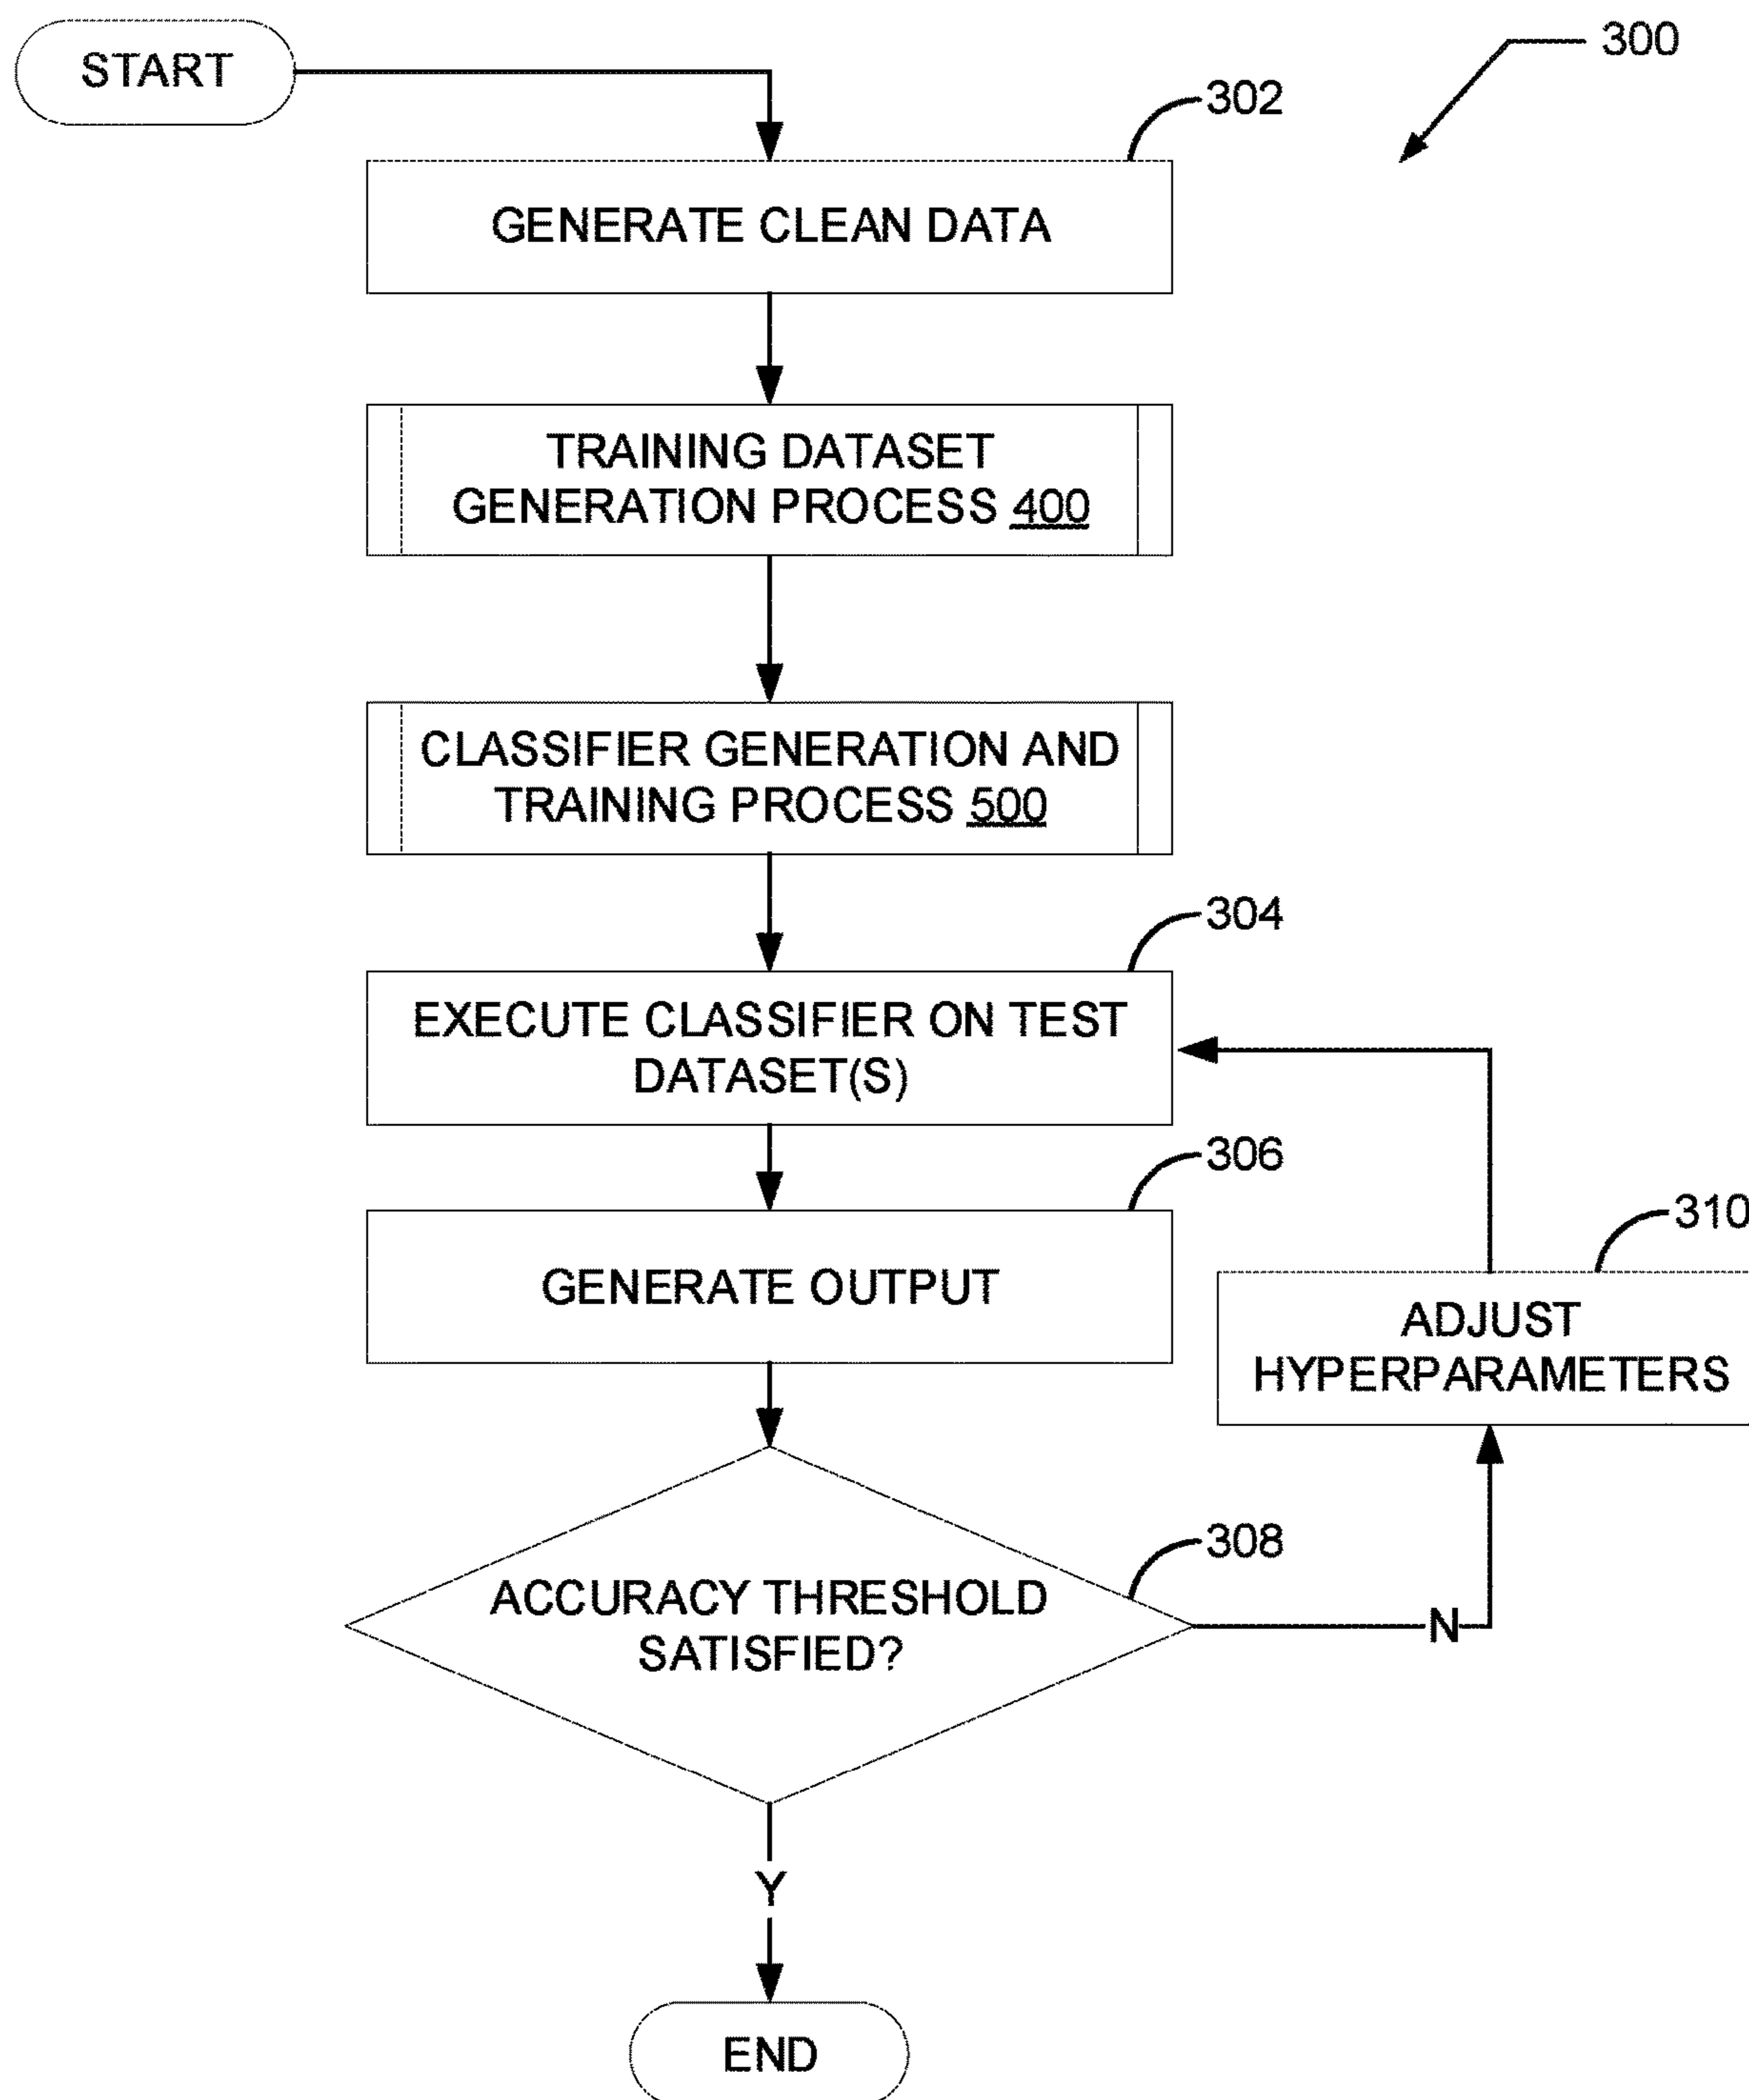 START
300
302
GENERATE CLEAN DATA
TRAINING DATASET
GENERATION PROCESS 400
CLASSIFIER GENERATION AND
TRAINING PROCESS 500
304
EXECUTE CLASSIFIER ON TEST
DATASET(S)
306
GENERATE OUTPUT
310
ADJUST
HYPERPARAMETERS
308
ACCURACY THRESHOLD
SATISFIED?
N
Y
END